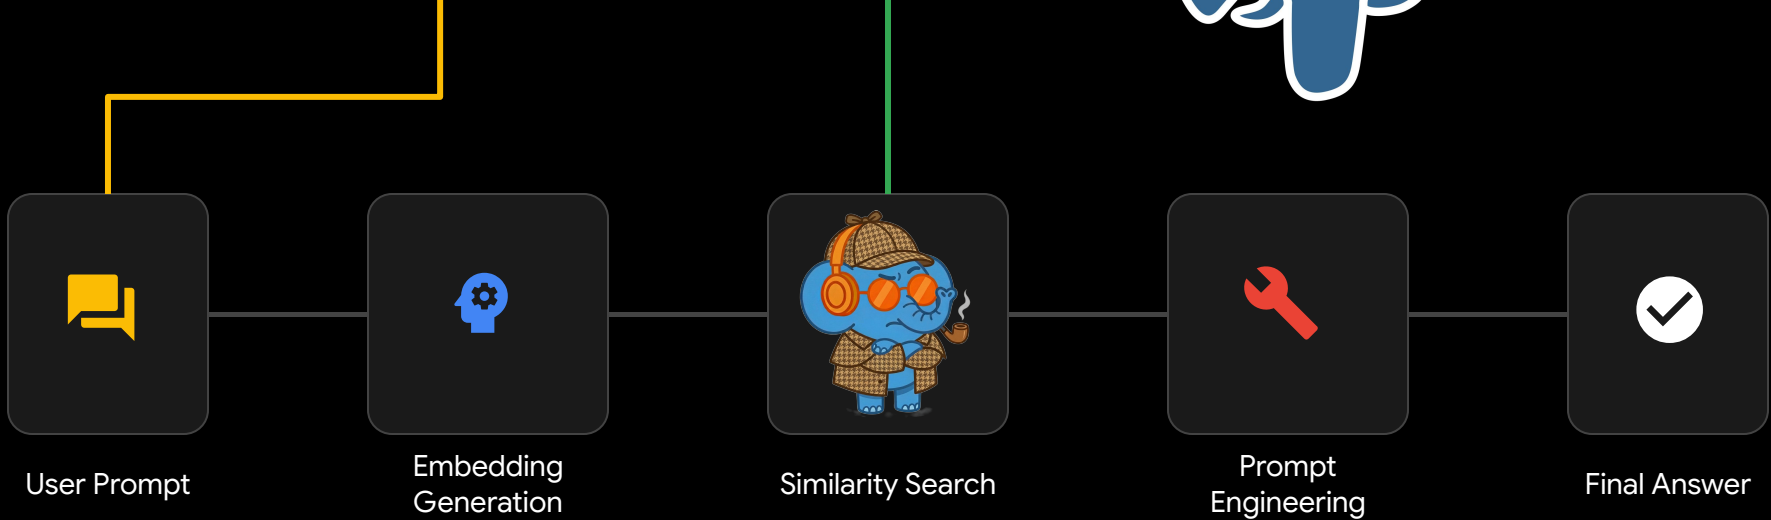 User Prompt
Embedding
Generation
Similarity Search
Prompt
Engineering
Final Answer